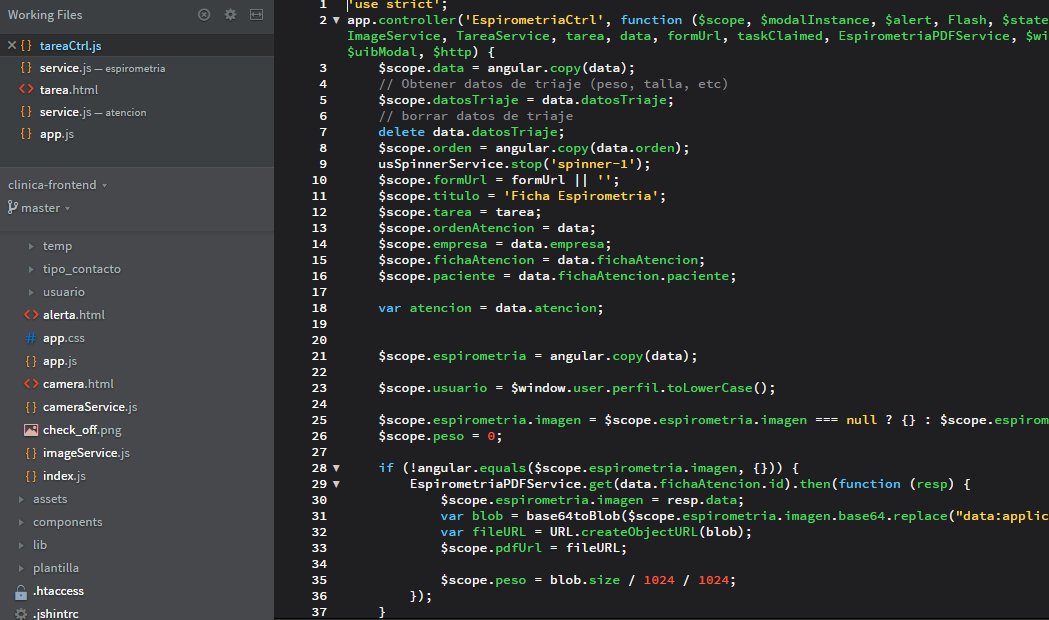 Working Files
tareaCtrl.js
service.js — espirometria
tarea.html
service.js — atencion
app.js
clinica-frontend
master
temp
tipo_contacto
usuario
alerta.html
app.css
app.js
camera.html
cameraService.js
check_off.png
imageService.js
index.js
assets
components
lib
plantilla
.htaccess
.jshintrc
1 'use strict';
2 app.controller('EspirometriaCtrl', function ($scope, $modalInstance, $alert, Flash, $state
ImageService, TareaService, tarea, data, formUrl, taskClaimed, EspirometriaPDFService, $wi
$uibModal, $http) {
3 $scope.data = angular.copy(data);
4 // Obtener datos de triaje (peso, talla, etc)
5 $scope.datosTriaje = data.datosTriaje;
6 // borrar datos de triaje
7 delete data.datosTriaje;
8 $scope.orden = angular.copy(data.orden);
9 usSpinnerService.stop('spinner-1');
10 $scope.formUrl = formUrl || '';
11 $scope.titulo = 'Ficha Espirometria';
12 $scope.tarea = tarea;
13 $scope.ordenAtencion = data;
14 $scope.empresa = data.empresa;
15 $scope.fichaAtencion = data.fichaAtencion;
16 $scope.paciente = data.fichaAtencion.paciente;
17
18 var atencion = data.atencion;
19
20
21 $scope.espirometria = angular.copy(data);
22
23 $scope.usuario = $window.user.perfil.toLowerCase();
24
25 $scope.espirometria.imagen = $scope.espirometria.imagen === null ? {} : $scope.espirom
26 $scope.peso = 0;
27
28 if (!angular.equals($scope.espirometria.imagen, {})) {
29 EspirometriaPDFService.get(data.fichaAtencion.id).then(function (resp) {
30 $scope.espirometria.imagen = resp.data;
31 var blob = base64toBlob($scope.espirometria.imagen.base64.replace("data:applic
32 var fileURL = URL.createObjectURL(blob);
33 $scope.pdfUrl = fileURL;
34
35 $scope.peso = blob.size / 1024 / 1024;
36 });
37 }